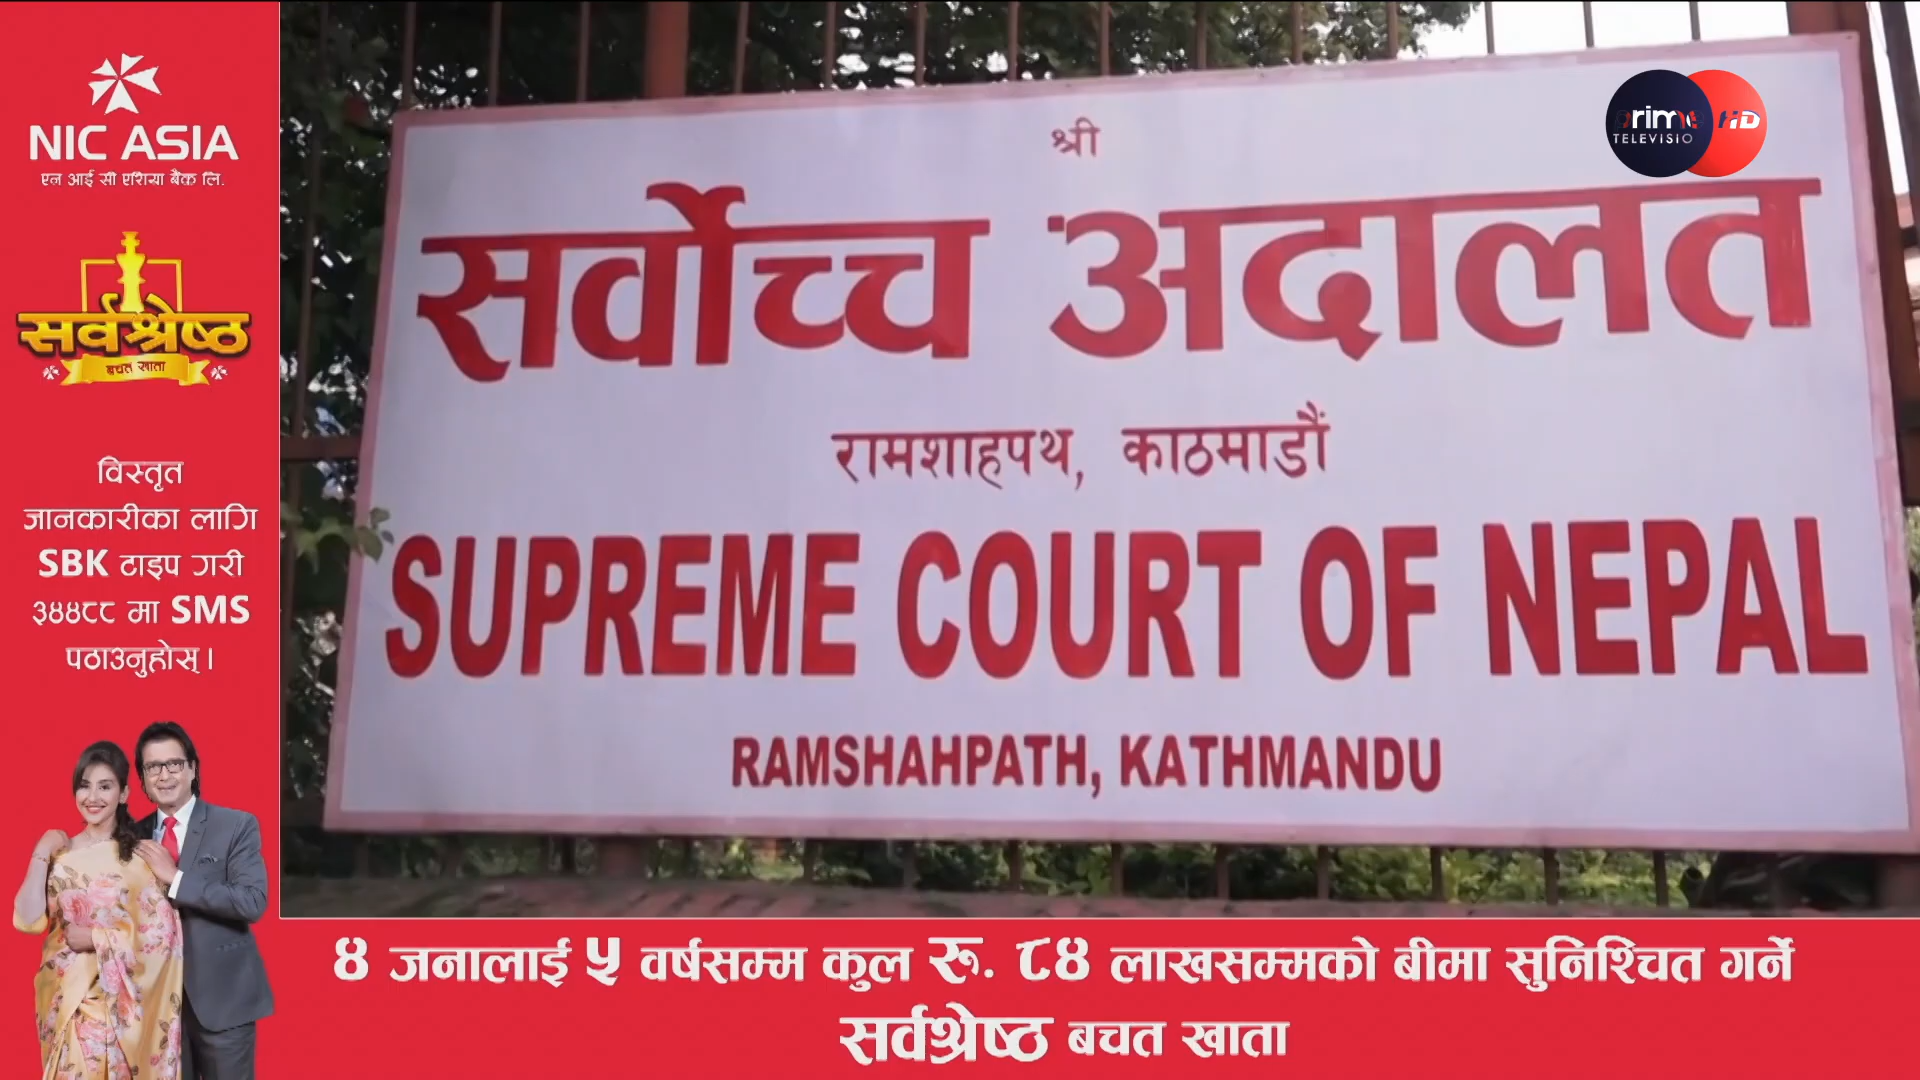 NIC ASIA
एन आई सी एशिया बैंक लि.
सर्वश्रेष्ठ
बचत खाता
विस्तृत
जानकारीका लागि
SBK टाइप गरी
३४४८८ मा SMS
पठाउनुहोस्।
श्री
सर्वोच्च अदालत
रामशाहपथ, काठमाडौं
SUPREME COURT OF NEPAL
RAMSHAHPATH, KATHMANDU
prime HD
TELEVISIO
४ जनालाई ५ वर्षसम्म कुल रू. ८४ लाखसम्मको बीमा सुनिश्चित गर्ने
सर्वश्रेष्ठ बचत खाता